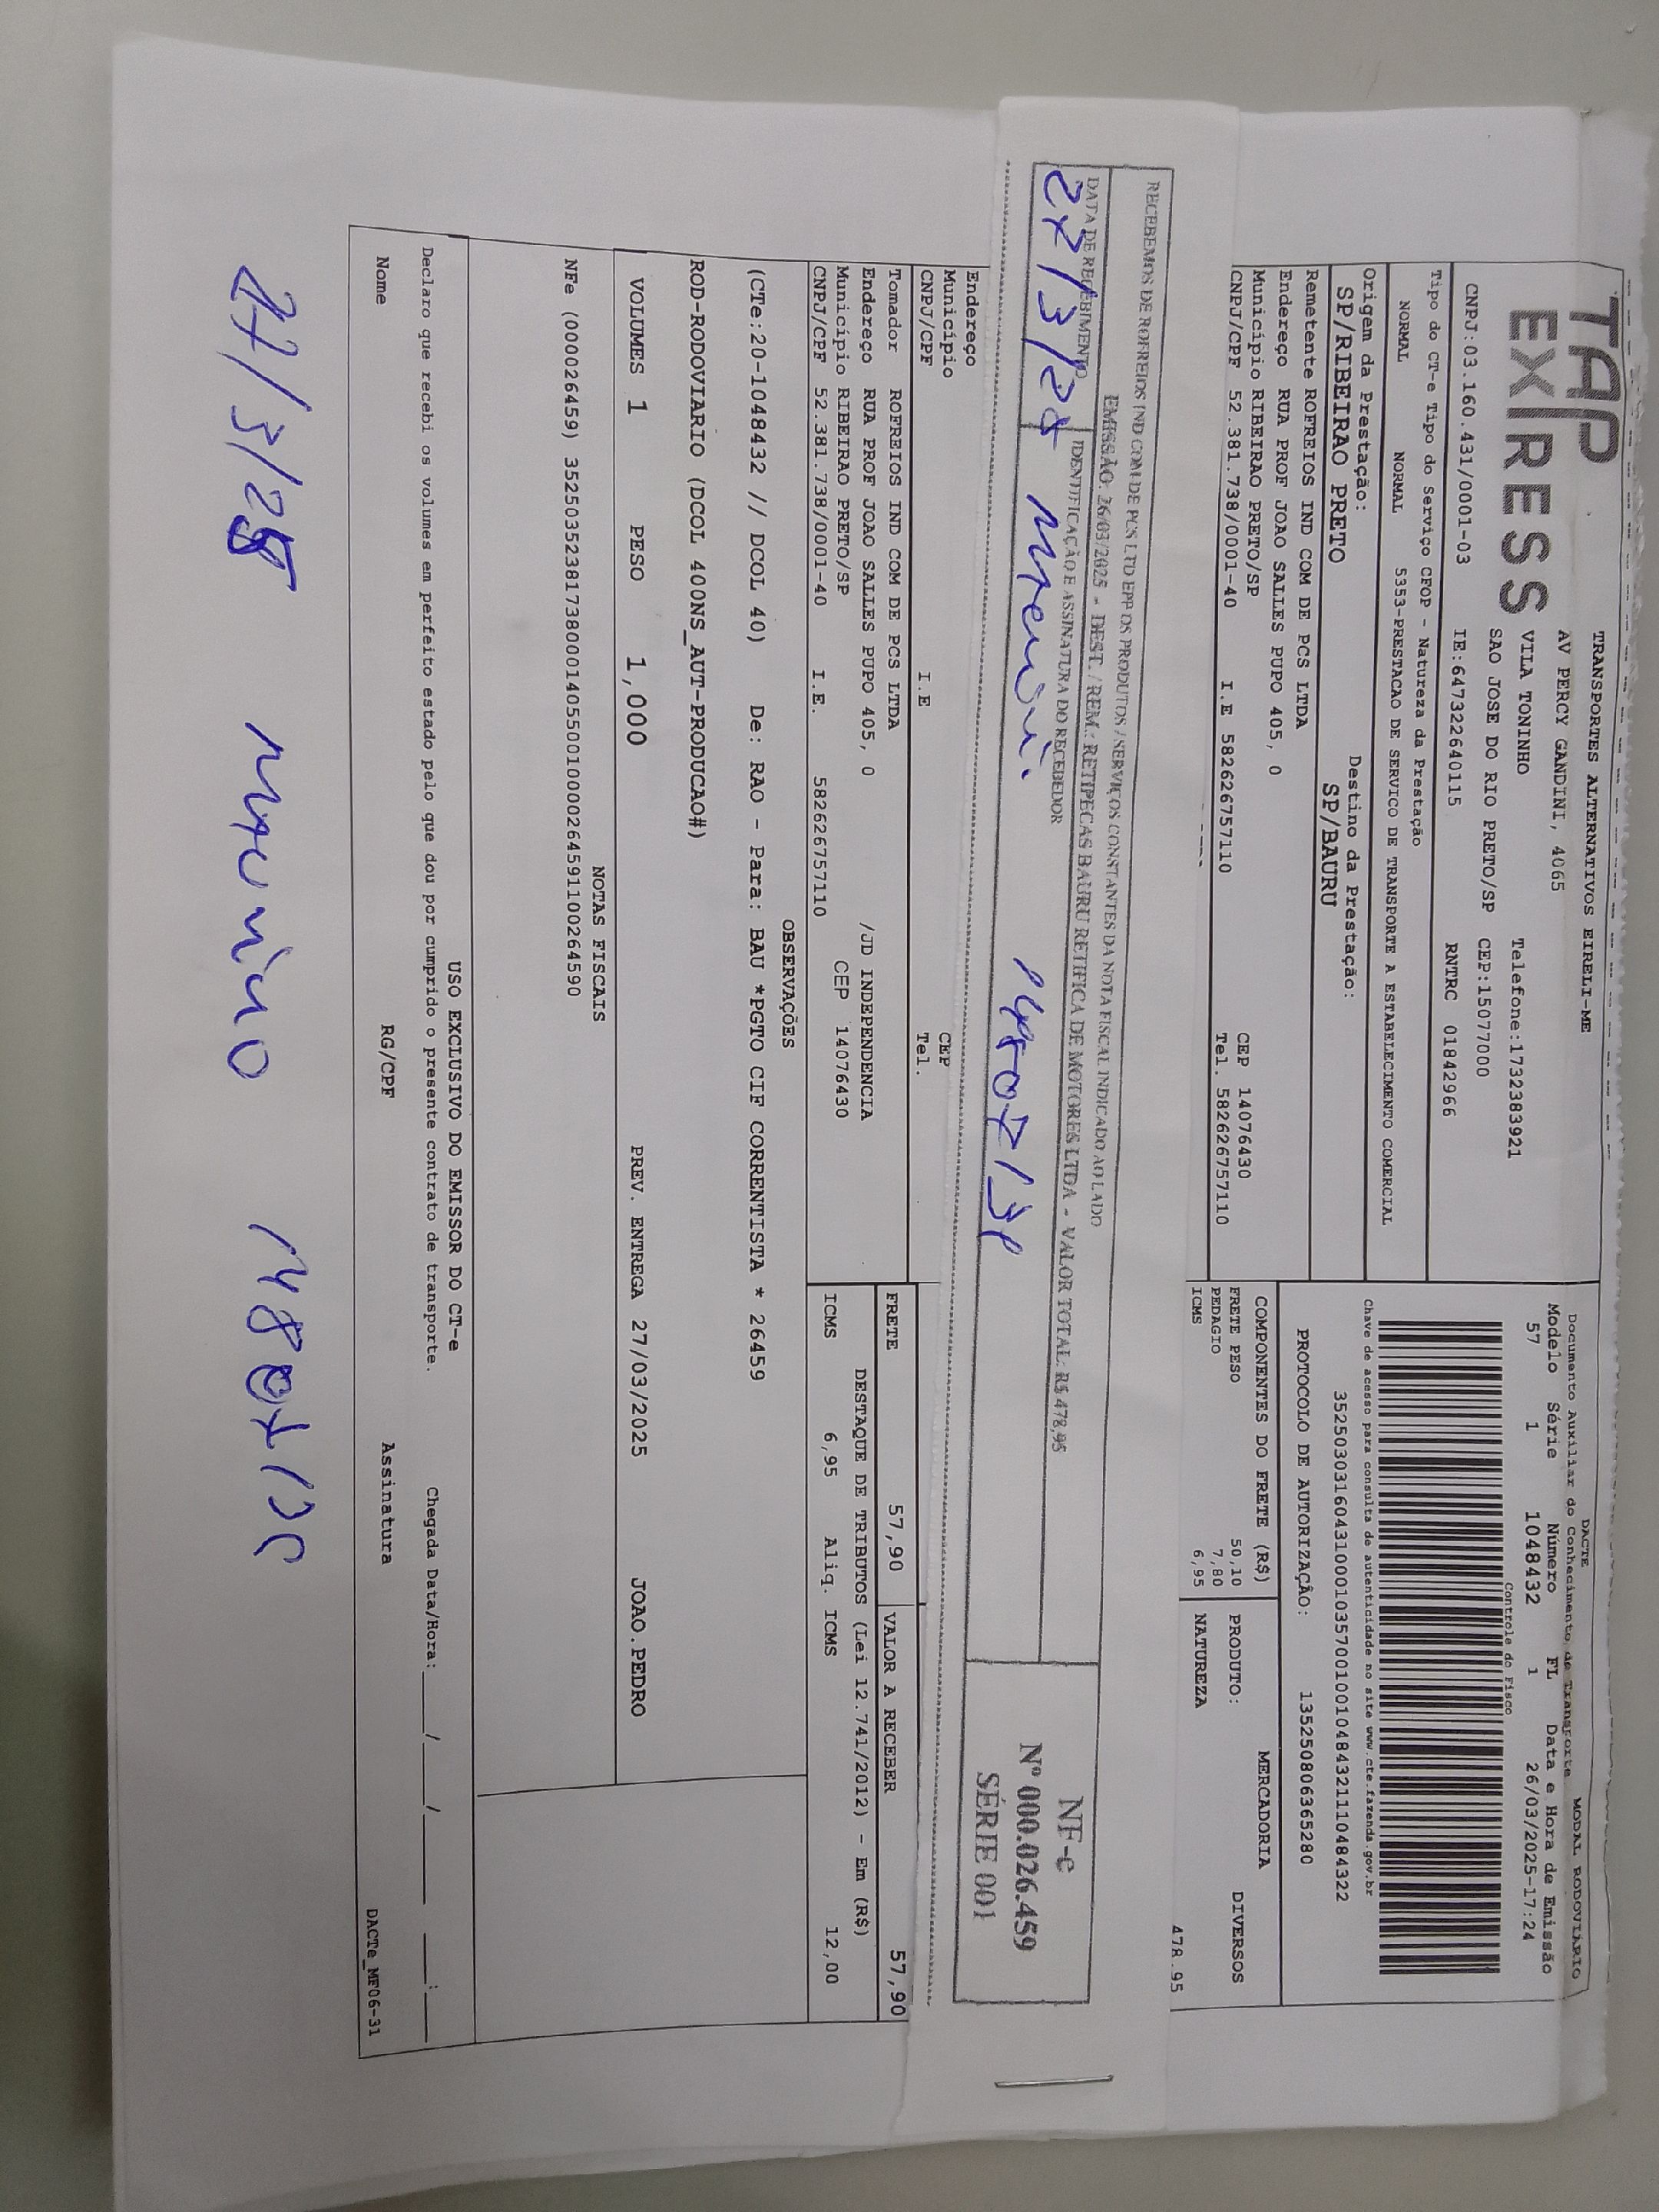 TAP
EXPRESS
TRANSPORTES ALTERNATIVOS EIRELI-ME
AV PERCY GANDINI, 4065
VILA TONINHO Telefone:1732383921
SAO JOSE DO RIO PRETO/SP CEP:15077000
CNPJ:03.160.431/0001-03 IE:647322640115 RNTRC 01842966
Tipo do CT-e Tipo do Serviço CFOP - Natureza da Prestação
NORMAL NORMAL 5353-PRESTACAO DE SERVICO DE TRANSPORTE A ESTABELECIMENTO COMERCIAL
Origem da Prestação: Destino da Prestação:
SP/RIBEIRAO PRETO SP/BAURU
DACTE MODAL RODOVIÁRIO
Documento Auxiliar do Conhecimento de Transporte
Modelo Série Número FL Data e Hora de Emissão
57 1 1048432 1 26/03/2025-17:24
Controle do Fisco
Chave de acesso para consulta de autenticidade no site www.cte.fazenda.gov.br
35250303160431000103570010010484321110484322
PROTOCOLO DE AUTORIZAÇÃO: 135250806365280
Remetente ROFREIOS IND COM DE PCS LTDA
Endereço RUA PROF JOAO SALLES PUPO 405, 0
Município RIBEIRAO PRETO/SP CEP 14076430
CNPJ/CPF 52.381.738/0001-40 I.E 582626757110 Tel. 582626757110
COMPONENTES DO FRETE (R$)
FRETE PESO 50,10
PEDAGIO 7,80
ICMS 6,95
MERCADORIA
PRODUTO: DIVERSOS
NATUREZA
478.95
RECEBEMOS DE ROFREIOS IND COM DE PCS LTD EPP OS PRODUTOS / SERVIÇOS CONSTANTES DA NOTA FISCAL INDICADO AO LADO
EMISSÃO: 26/03/2025 - DEST. / REM.: RETIPECAS BAURU RETIFICA DE MOTORES LTDA - VALOR TOTAL: R$ 478,95
DATA DE RECEBIMENTO IDENTIFICAÇÃO E ASSINATURA DO RECEBEDOR
27/3/25
NF-e
Nº 000.026.459
SÉRIE 001
Endereço
Município CEP
CNPJ/CPF I.E Tel.
Tomador ROFREIOS IND COM DE PCS LTDA
Endereço RUA PROF JOAO SALLES PUPO 405, 0 /JD INDEPENDENCIA
Município RIBEIRAO PRETO/SP CEP 14076430
CNPJ/CPF 52.381.738/0001-40 I.E. 582626757110
FRETE 57,90 VALOR A RECEBER 57,90
DESTAQUE DE TRIBUTOS (Lei 12.741/2012) - Em (R$)
ICMS 6,95 Aliq. ICMS 12,00
OBSERVAÇÕES
(CTe:20-1048432 // DCOL 40) De: RAO - Para: BAU *PGTO CIF CORRENTISTA * 26459
ROD-RODOVIARIO (DCOL 400NS_AUT-PRODUCAO#)
VOLUMES 1 PESO 1,000 PREV. ENTREGA 27/03/2025 JOAO.PEDRO
NOTAS FISCAIS
NFe (000026459) 35250352381738000140550010000264591100264590
USO EXCLUSIVO DO EMISSOR DO CT-e
Declaro que recebi os volumes em perfeito estado pelo que dou por cumprido o presente contrato de transporte. Chegada Data/Hora:____/____/____ ___:___
Nome RG/CPF Assinatura DACTe_MF06-31
27/3/25